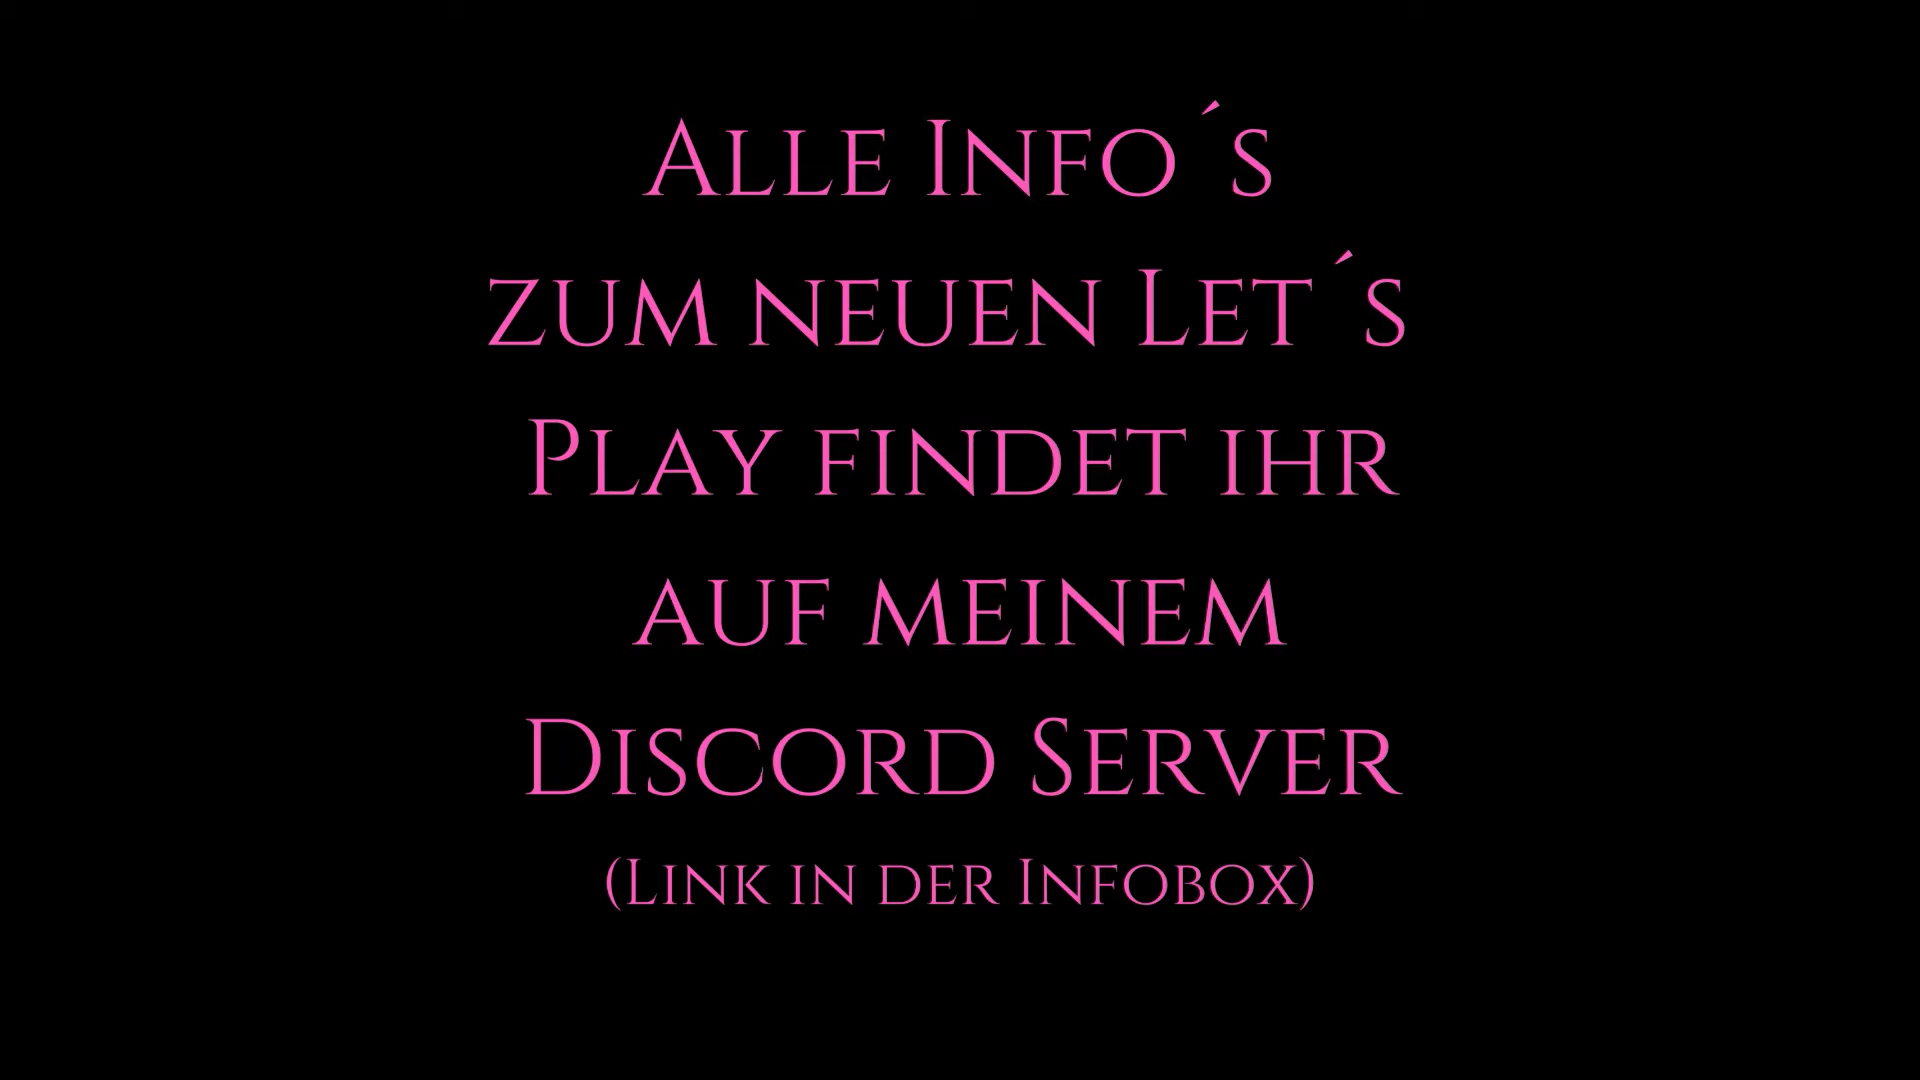 Alle Info´s
zum neuen Let´s
Play findet ihr
auf meinem
Discord Server
(Link in der Infobox)